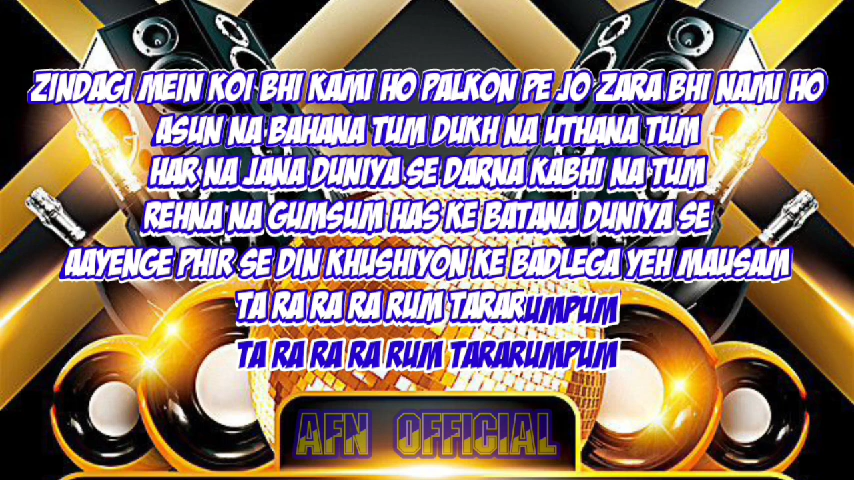 ZINDAGI MEIN KOI BHI KAMI HO PALKON PE JO ZARA BHI NAMI HO
ASUN NA BAHANA TUM DUKH NA UTHANA TUM
HAR NA JANA DUNIYA SE DARNA KABHI NA TUM
REHNA NA GUMSUM HAS KE BATANA DUNIYA SE
AAYENGE PHIR SE DIN KHUSHIYON KE BADLEGA YEH MAUSAM
TA RA RA RA RUM TARARUMPUM
TA RA RA RA RUM TARARUMPUM
AFN OFFICIAL